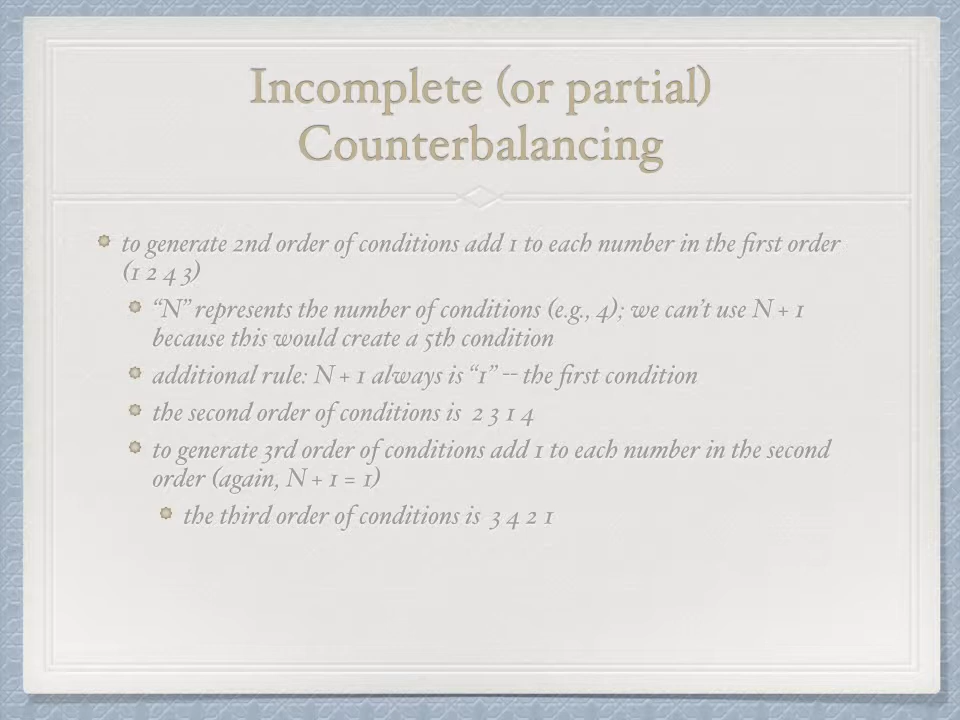 Incomplete (or partial)
Counterbalancing
to generate 2nd order of conditions add 1 to each number in the first order
(1 2 4 3)
“N” represents the number of conditions (e.g., 4); we can’t use N + 1
because this would create a 5th condition
additional rule: N + 1 always is “1” -- the first condition
the second order of conditions is 2 3 1 4
to generate 3rd order of conditions add 1 to each number in the second
order (again, N + 1 = 1)
the third order of conditions is 3 4 2 1